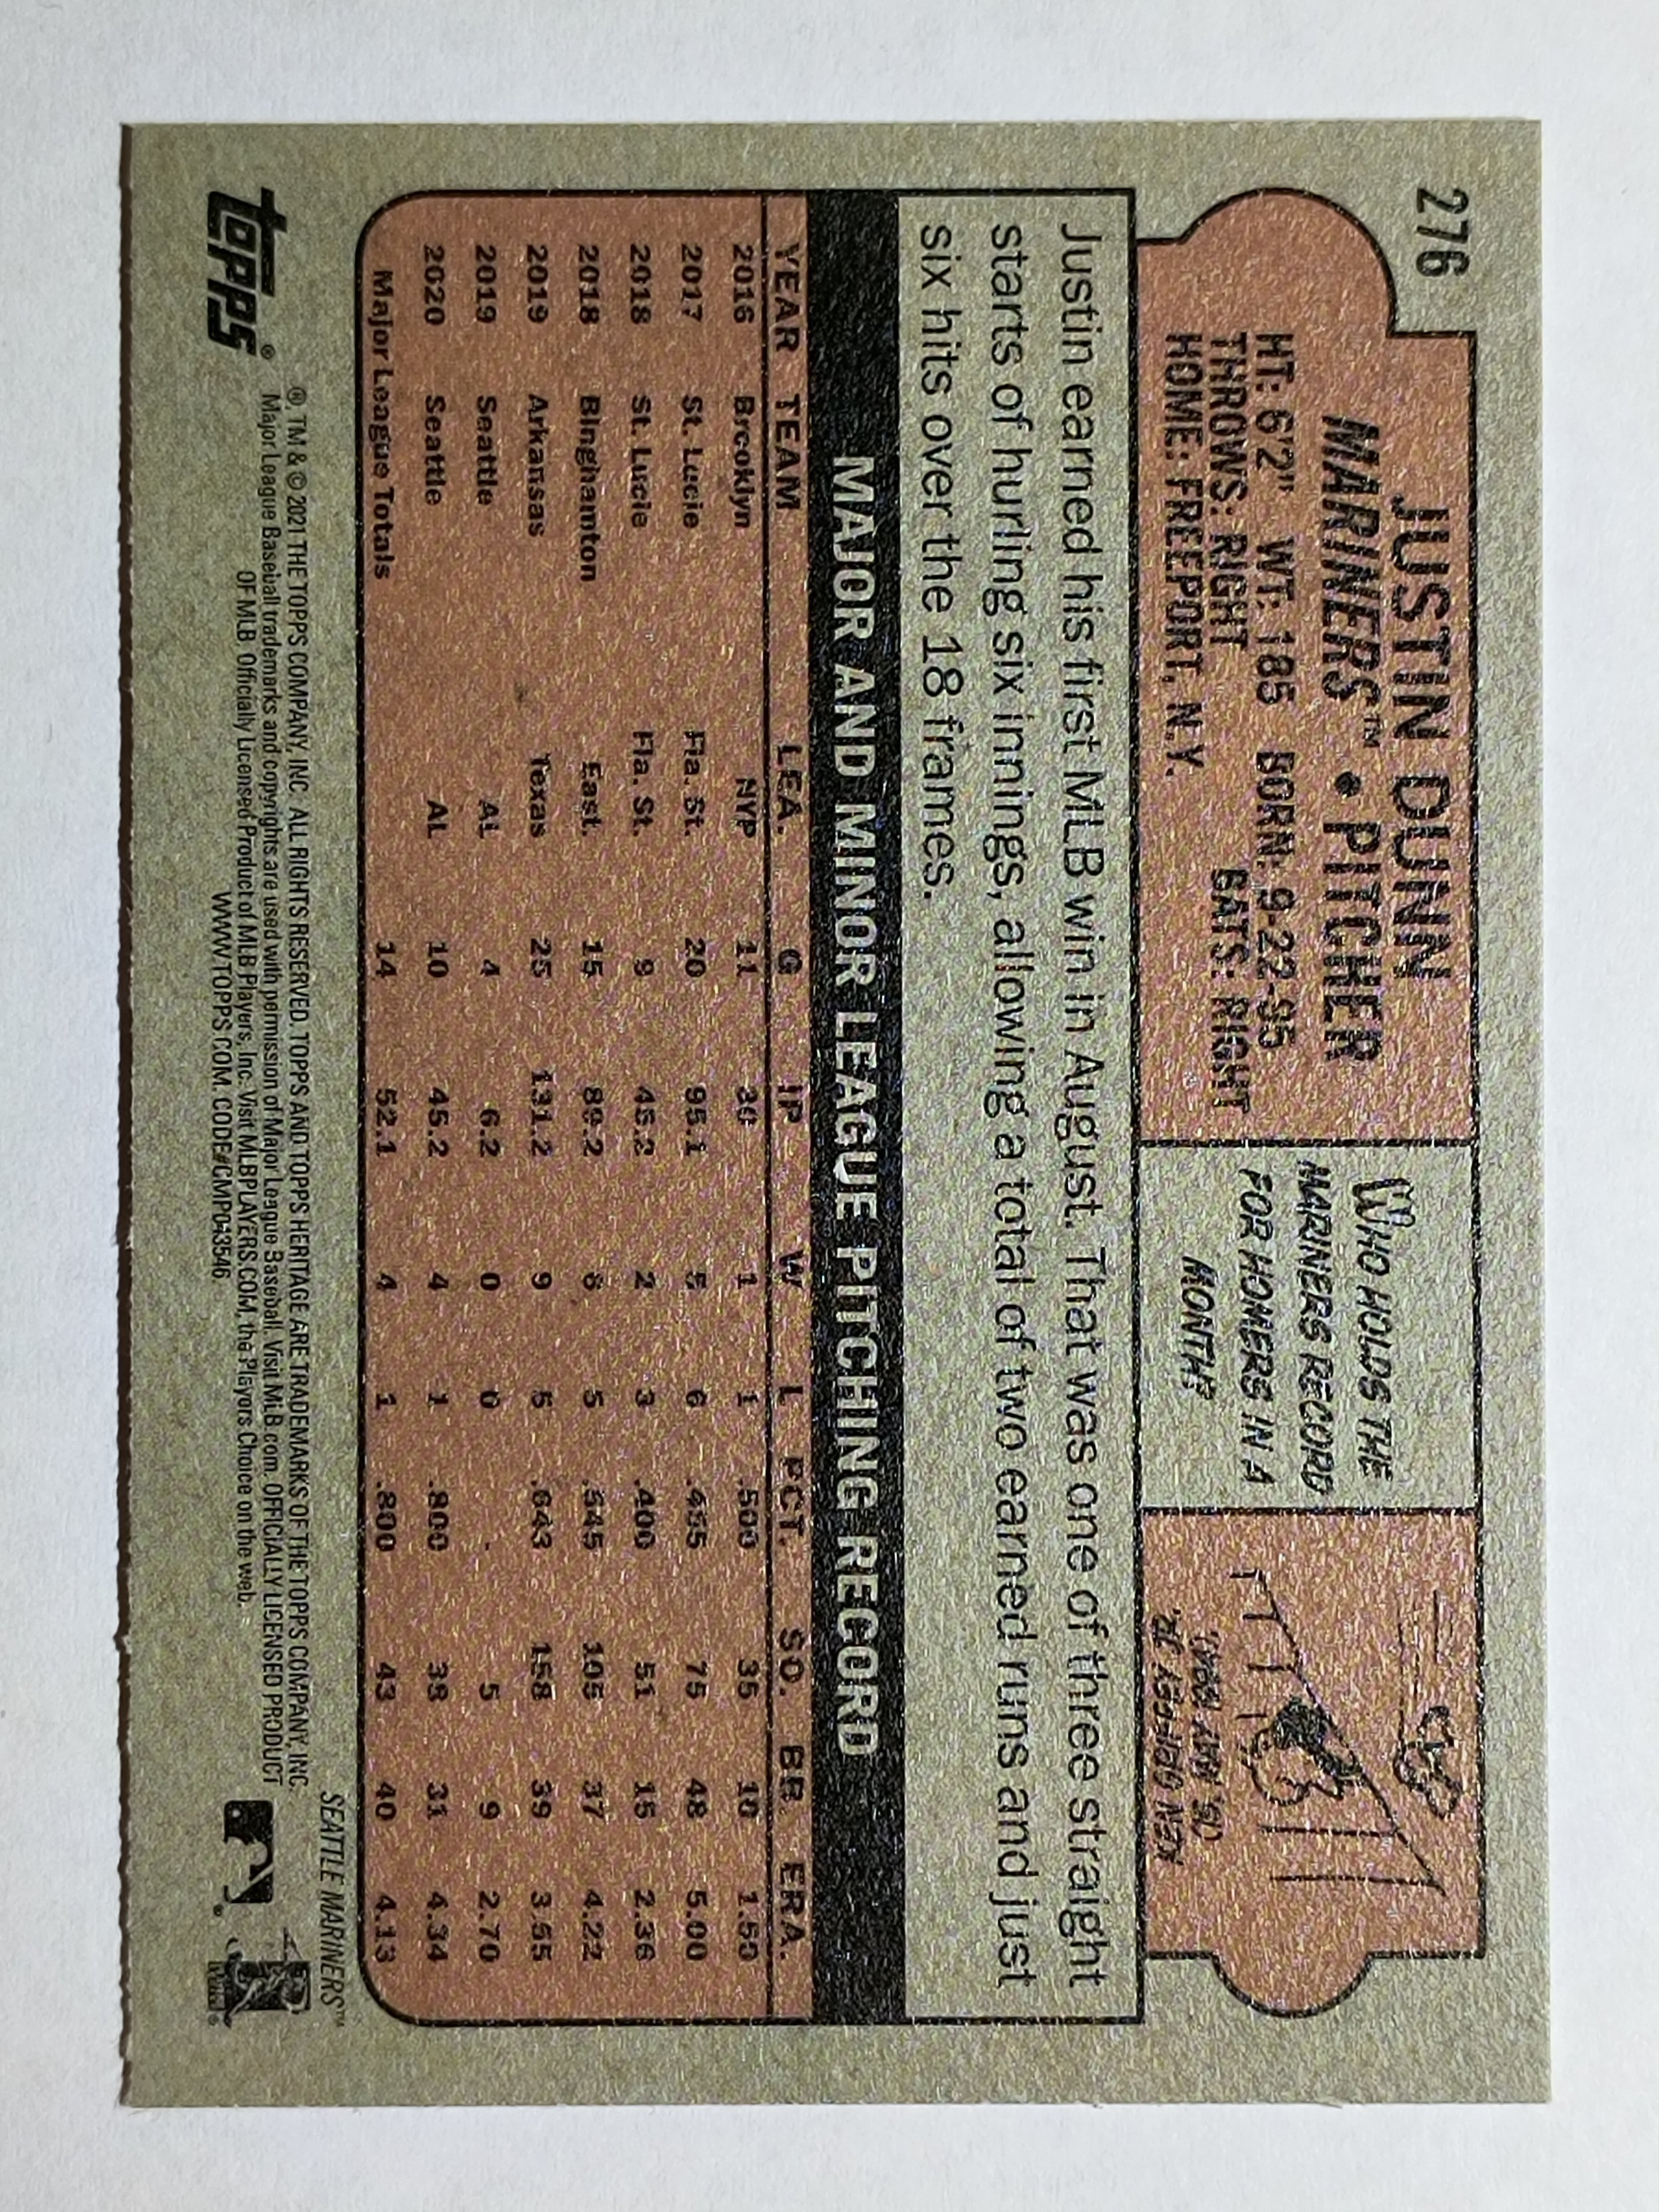 276
JUSTIN DUNN
MARINERS™ • PITCHER
HT: 6'2" WT: 185 BORN: 9-22-95
THROWS: RIGHT BATS: RIGHT
HOME: FREEPORT, N.Y.
WHO HOLDS THE
MARINERS RECORD
FOR HOMERS IN A
MONTH?
KEN GRIFFEY JR.
IN MAY
Justin earned his first MLB win in August. That was one of three straight
starts of hurling six innings, allowing a total of two earned runs and just
six hits over the 18 frames.
MAJOR AND MINOR LEAGUE PITCHING RECORD
YEAR TEAM LEA. G IP W L PCT. SO. BB. ERA.
2016 Brooklyn NYP 11 30 1 1 .500 35 10 1.50
2017 St. Lucie Fla. St. 20 95.1 5 6 .455 75 48 5.00
2018 St. Lucie Fla. St. 9 45.2 2 3 .400 51 15 2.36
2018 Binghamton East. 15 89.2 6 5 .545 105 37 4.22
2019 Arkansas Texas 25 131.2 9 5 .643 158 39 3.55
2019 Seattle AL 4 6.2 0 0 . 5 9 2.70
2020 Seattle AL 10 45.2 4 1 .800 38 31 4.34
Major League Totals 14 52.1 4 1 .800 43 40 4.13
SEATTLE MARINERS™
topps®
®, TM & © 2021 THE TOPPS COMPANY, INC. ALL RIGHTS RESERVED. TOPPS AND TOPPS HERITAGE ARE TRADEMARKS OF THE TOPPS COMPANY, INC.
Major League Baseball trademarks and copyrights are used with permission of Major League Baseball. Visit MLB.com. OFFICIALLY LICENSED PRODUCT
OF MLB Officially Licensed Product of MLB Players, Inc. Visit MLBPLAYERS.COM, the Players Choice on the web.
WWW.TOPPS.COM. CODE#CMP043546